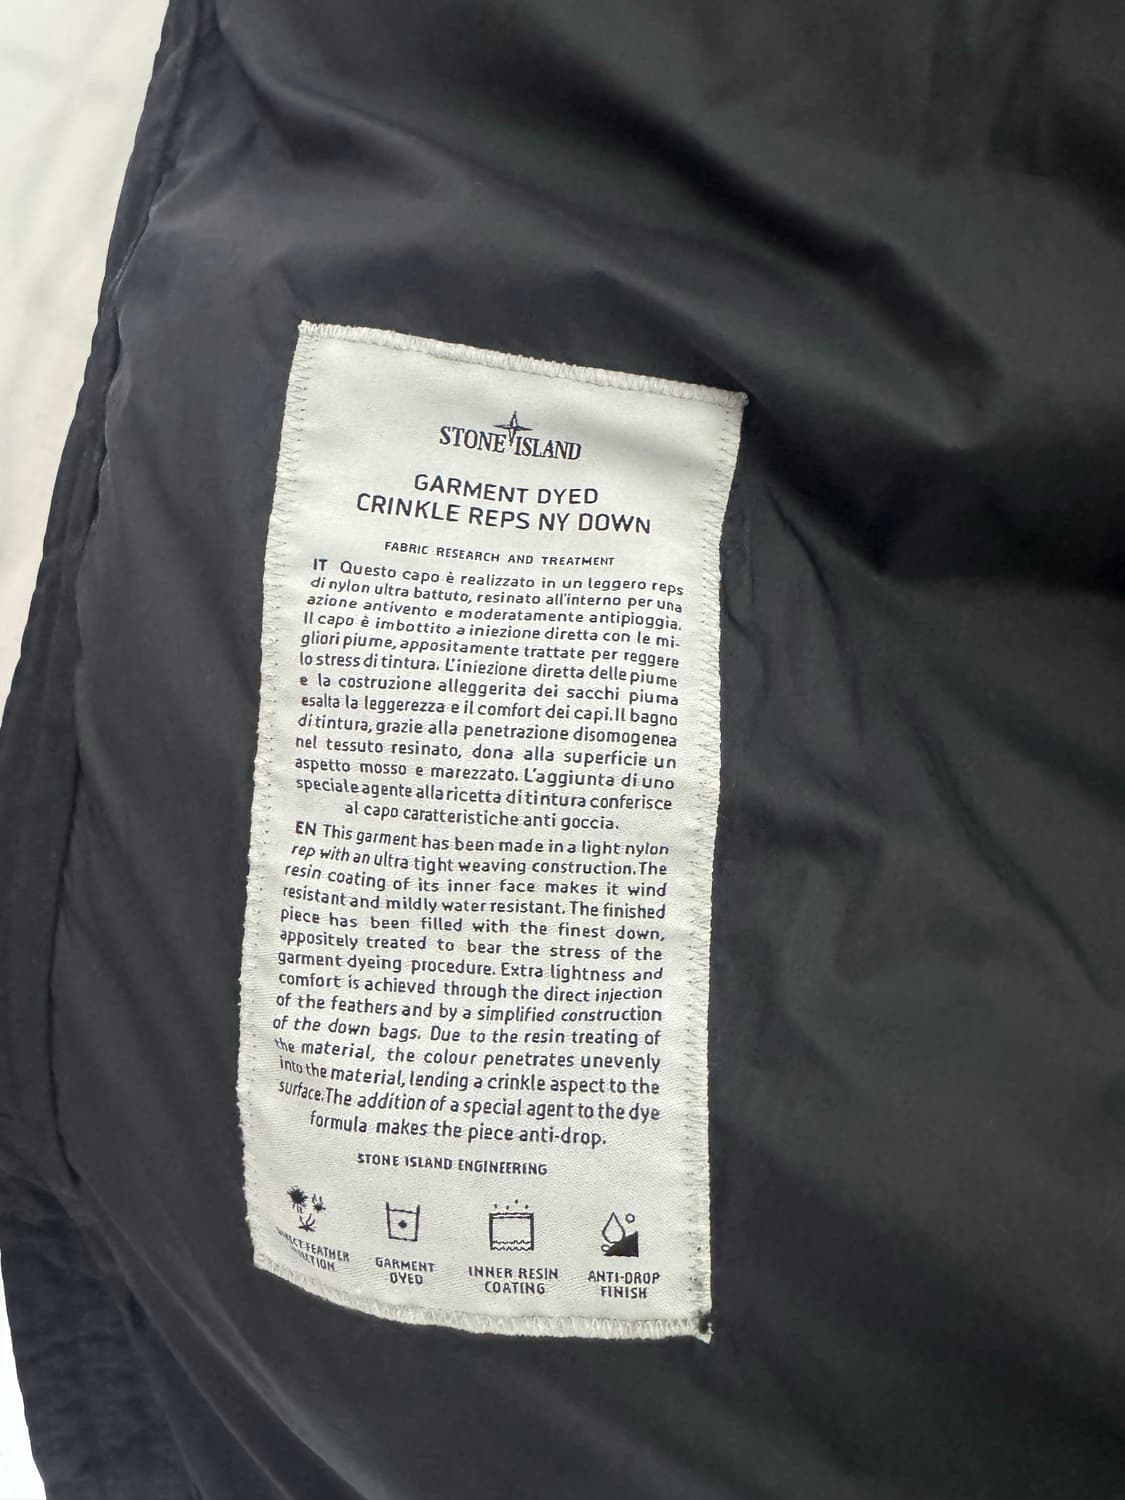 STONE ISLAND
GARMENT DYED
CRINKLE REPS NY DOWN
FABRIC RESEARCH AND TREATMENT
IT Questo capo è realizzato in un leggero reps
di nylon ultra battuto, resinato all'interno per una
azione antivento e moderatamente antipioggia.
Il capo è imbottito a iniezione diretta con le mi-
gliori piume, appositamente trattate per reggere
lo stress di tintura. L'iniezione diretta delle piume
e la costruzione alleggerita dei sacchi piuma
esalta la leggerezza e il comfort dei capi. Il bagno
di tintura, grazie alla penetrazione disomogenea
nel tessuto resinato, dona alla superficie un
aspetto mosso e marezzato. L'aggiunta di uno
speciale agente alla ricetta di tintura conferisce
al capo caratteristiche anti goccia.
EN This garment has been made in a light nylon
rep with an ultra tight weaving construction. The
resin coating of its inner face makes it wind
resistant and mildly water resistant. The finished
piece has been filled with the finest down,
appositely treated to bear the stress of the
garment dyeing procedure. Extra lightness and
comfort is achieved through the direct injection
of the feathers and by a simplified construction
of the down bags. Due to the resin treating of
the material, the colour penetrates unevenly
into the material, lending a crinkle aspect to the
surface. The addition of a special agent to the dye
formula makes the piece anti-drop.
STONE ISLAND ENGINEERING
FEATHER
GARMENT
DYED
INNER RESIN
COATING
ANTI-DROP
FINISH